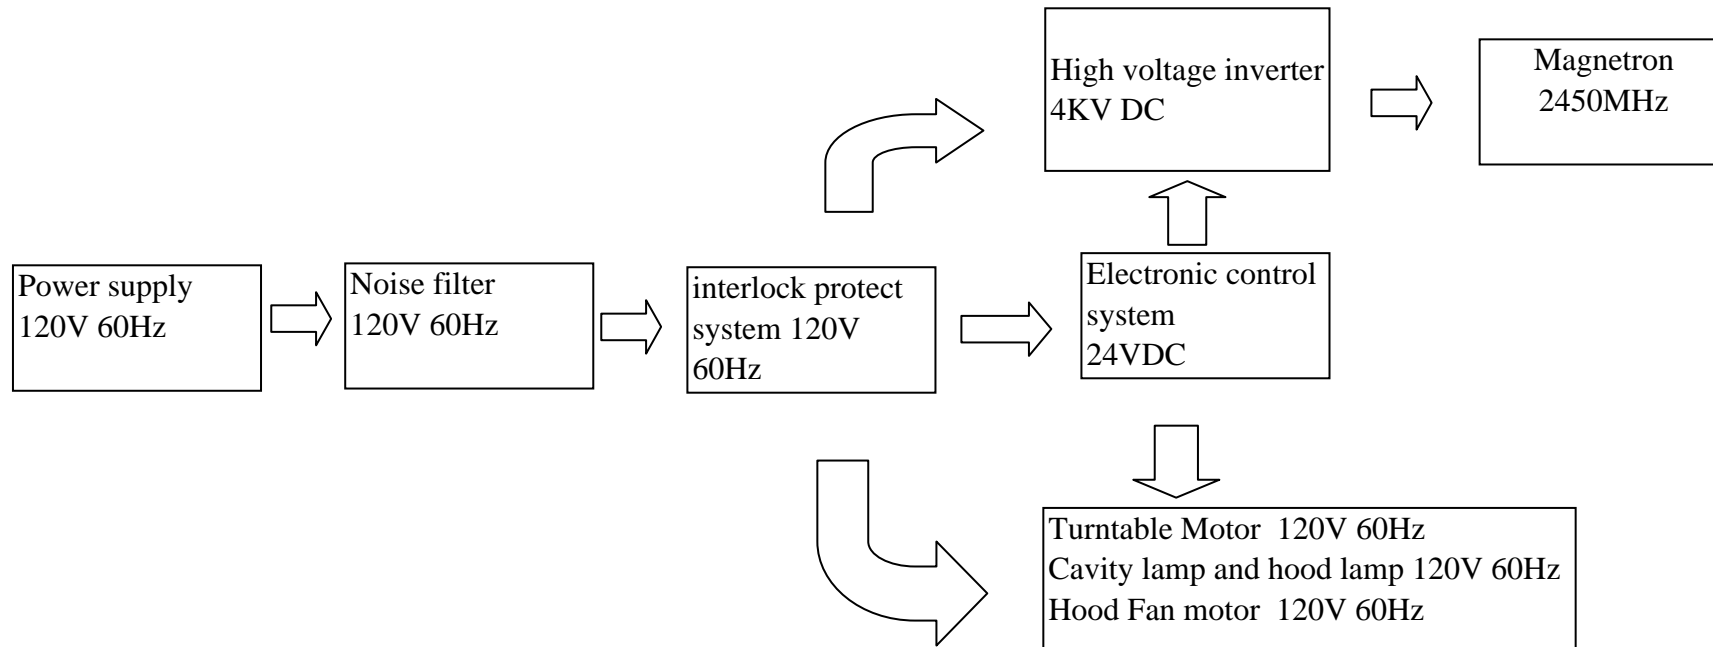 High voltage inverter
4KV DC
Magnetron
2450MHz
Power supply
120V 60Hz
Noise filter
120V 60Hz
interlock protect
system 120V
60Hz
Electronic control
system
24VDC
Turntable Motor  120V 60Hz
Cavity lamp and hood lamp 120V 60Hz
Hood Fan motor  120V 60Hz